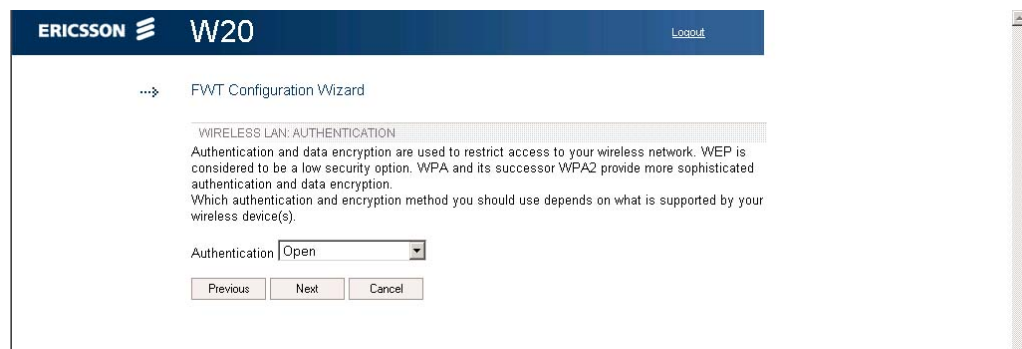 ERICSSON W20 Logout
FWT Configuration Wizard
WIRELESS LAN: AUTHENTICATION
Authentication and data encryption are used to restrict access to your wireless network. WEP is
considered to be a low security option. WPA and its successor WPA2 provide more sophisticated
authentication and data encryption.
Which authentication and encryption method you should use depends on what is supported by your
wireless device(s).
Authentication Open
Previous Next Cancel